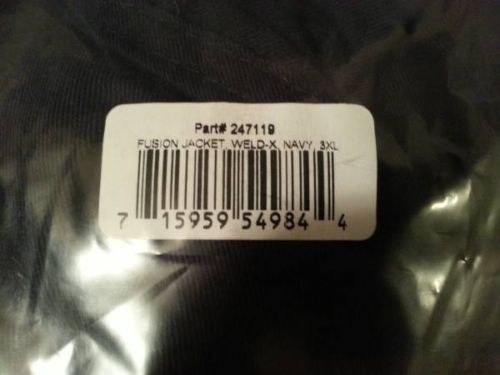 Part# 247119
FUSION JACKET, WELD-X, NAVY, 3XL
7 15959 54984 4